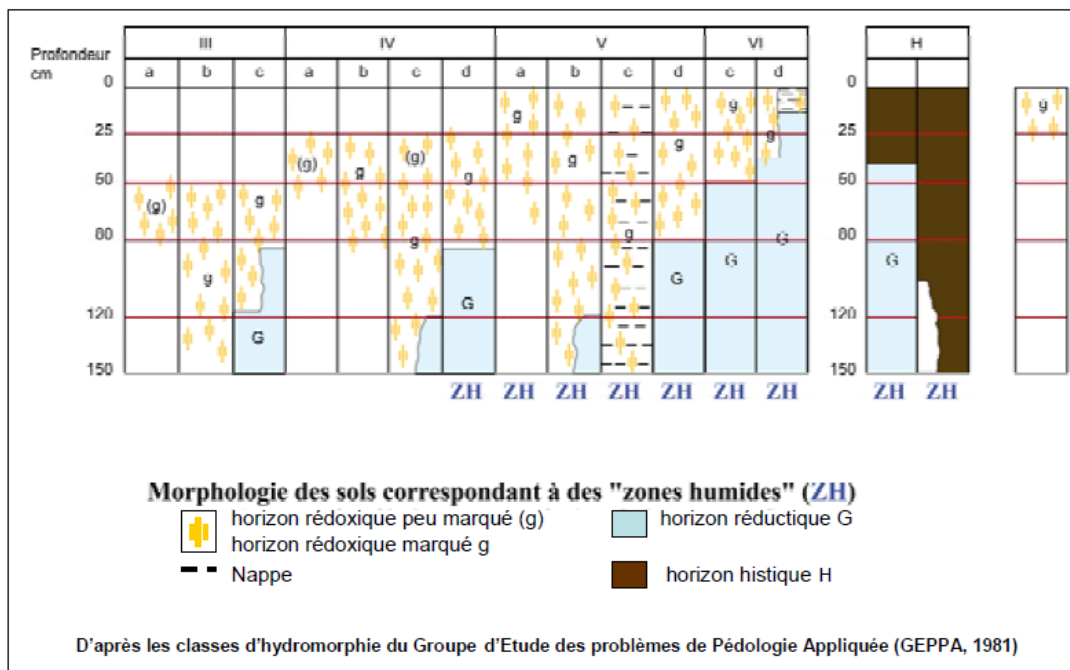 III IV V VI H
Profondeur
cm
a b c a b c d a b c d c d
0 0
g g
25 25
g g g
(g) (g) g
50 50
(g) g g g
g
80 80
g G G
g G G G
120 120
G
150 150
ZH ZH ZH ZH ZH ZH ZH ZH ZH
Morphologie des sols correspondant à des "zones humides" (ZH)
horizon rédoxique peu marqué (g) horizon réductique G
horizon rédoxique marqué g
Nappe horizon histique H
D'après les classes d'hydromorphie du Groupe d'Etude des problèmes de Pédologie Appliquée (GEPPA, 1981)